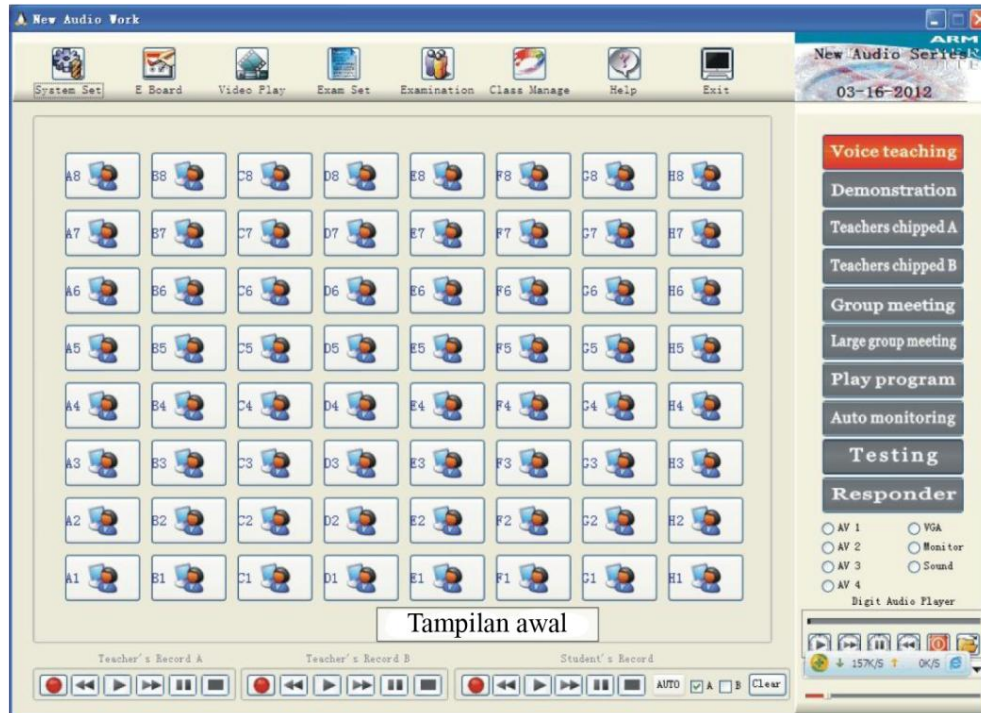 New Audio Work
ARM
System Set E Board Video Play Exam Set Examination Class Manage Help Exit
New Audio Series
03-16-2012
Voice teaching
Demonstration
Teachers chipped A
Teachers chipped B
Group meeting
Large group meeting
Play program
Auto monitoring
Testing
Responder
A8 B8 C8 D8 E8 F8 G8 H8
A7 B7 C7 D7 E7 F7 G7 H7
A6 B6 C6 D6 E6 F6 G6 H6
A5 B5 C5 D5 E5 F5 G5 H5
A4 B4 C4 D4 E4 F4 G4 H4
A3 B3 C3 D3 E3 F3 G3 H3
A2 B2 C2 D2 E2 F2 G2 H2
A1 B1 C1 D1 E1 F1 G1 H1
Tampilan awal
AV 1 VGA
AV 2 Monitor
AV 3 Sound
AV 4
Digit Audio Player
157K/S 0K/S
Teacher's Record A Teacher's Record B Student's Record
AUTO A B Clear